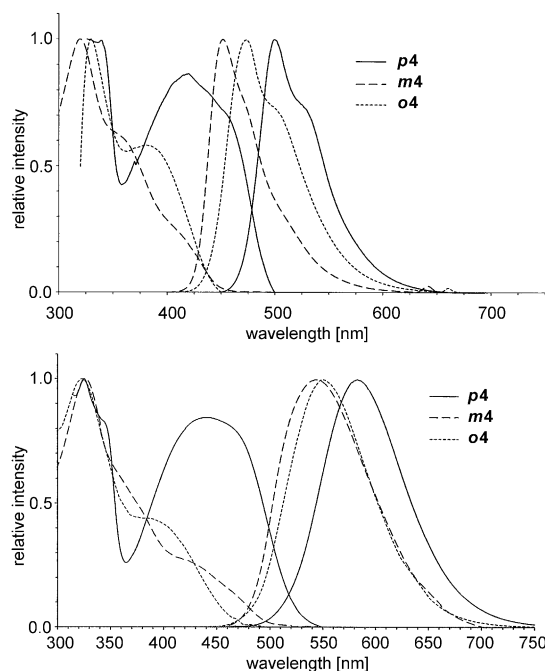 1.0
p4
m4
o4
relative intensity
0.5
0.0
300 400 500 600 700
wavelength [nm]
1.0
p4
m4
o4
relative intensity
0.5
0.0
300 350 400 450 500 550 600 650 700 750
wavelength [nm]